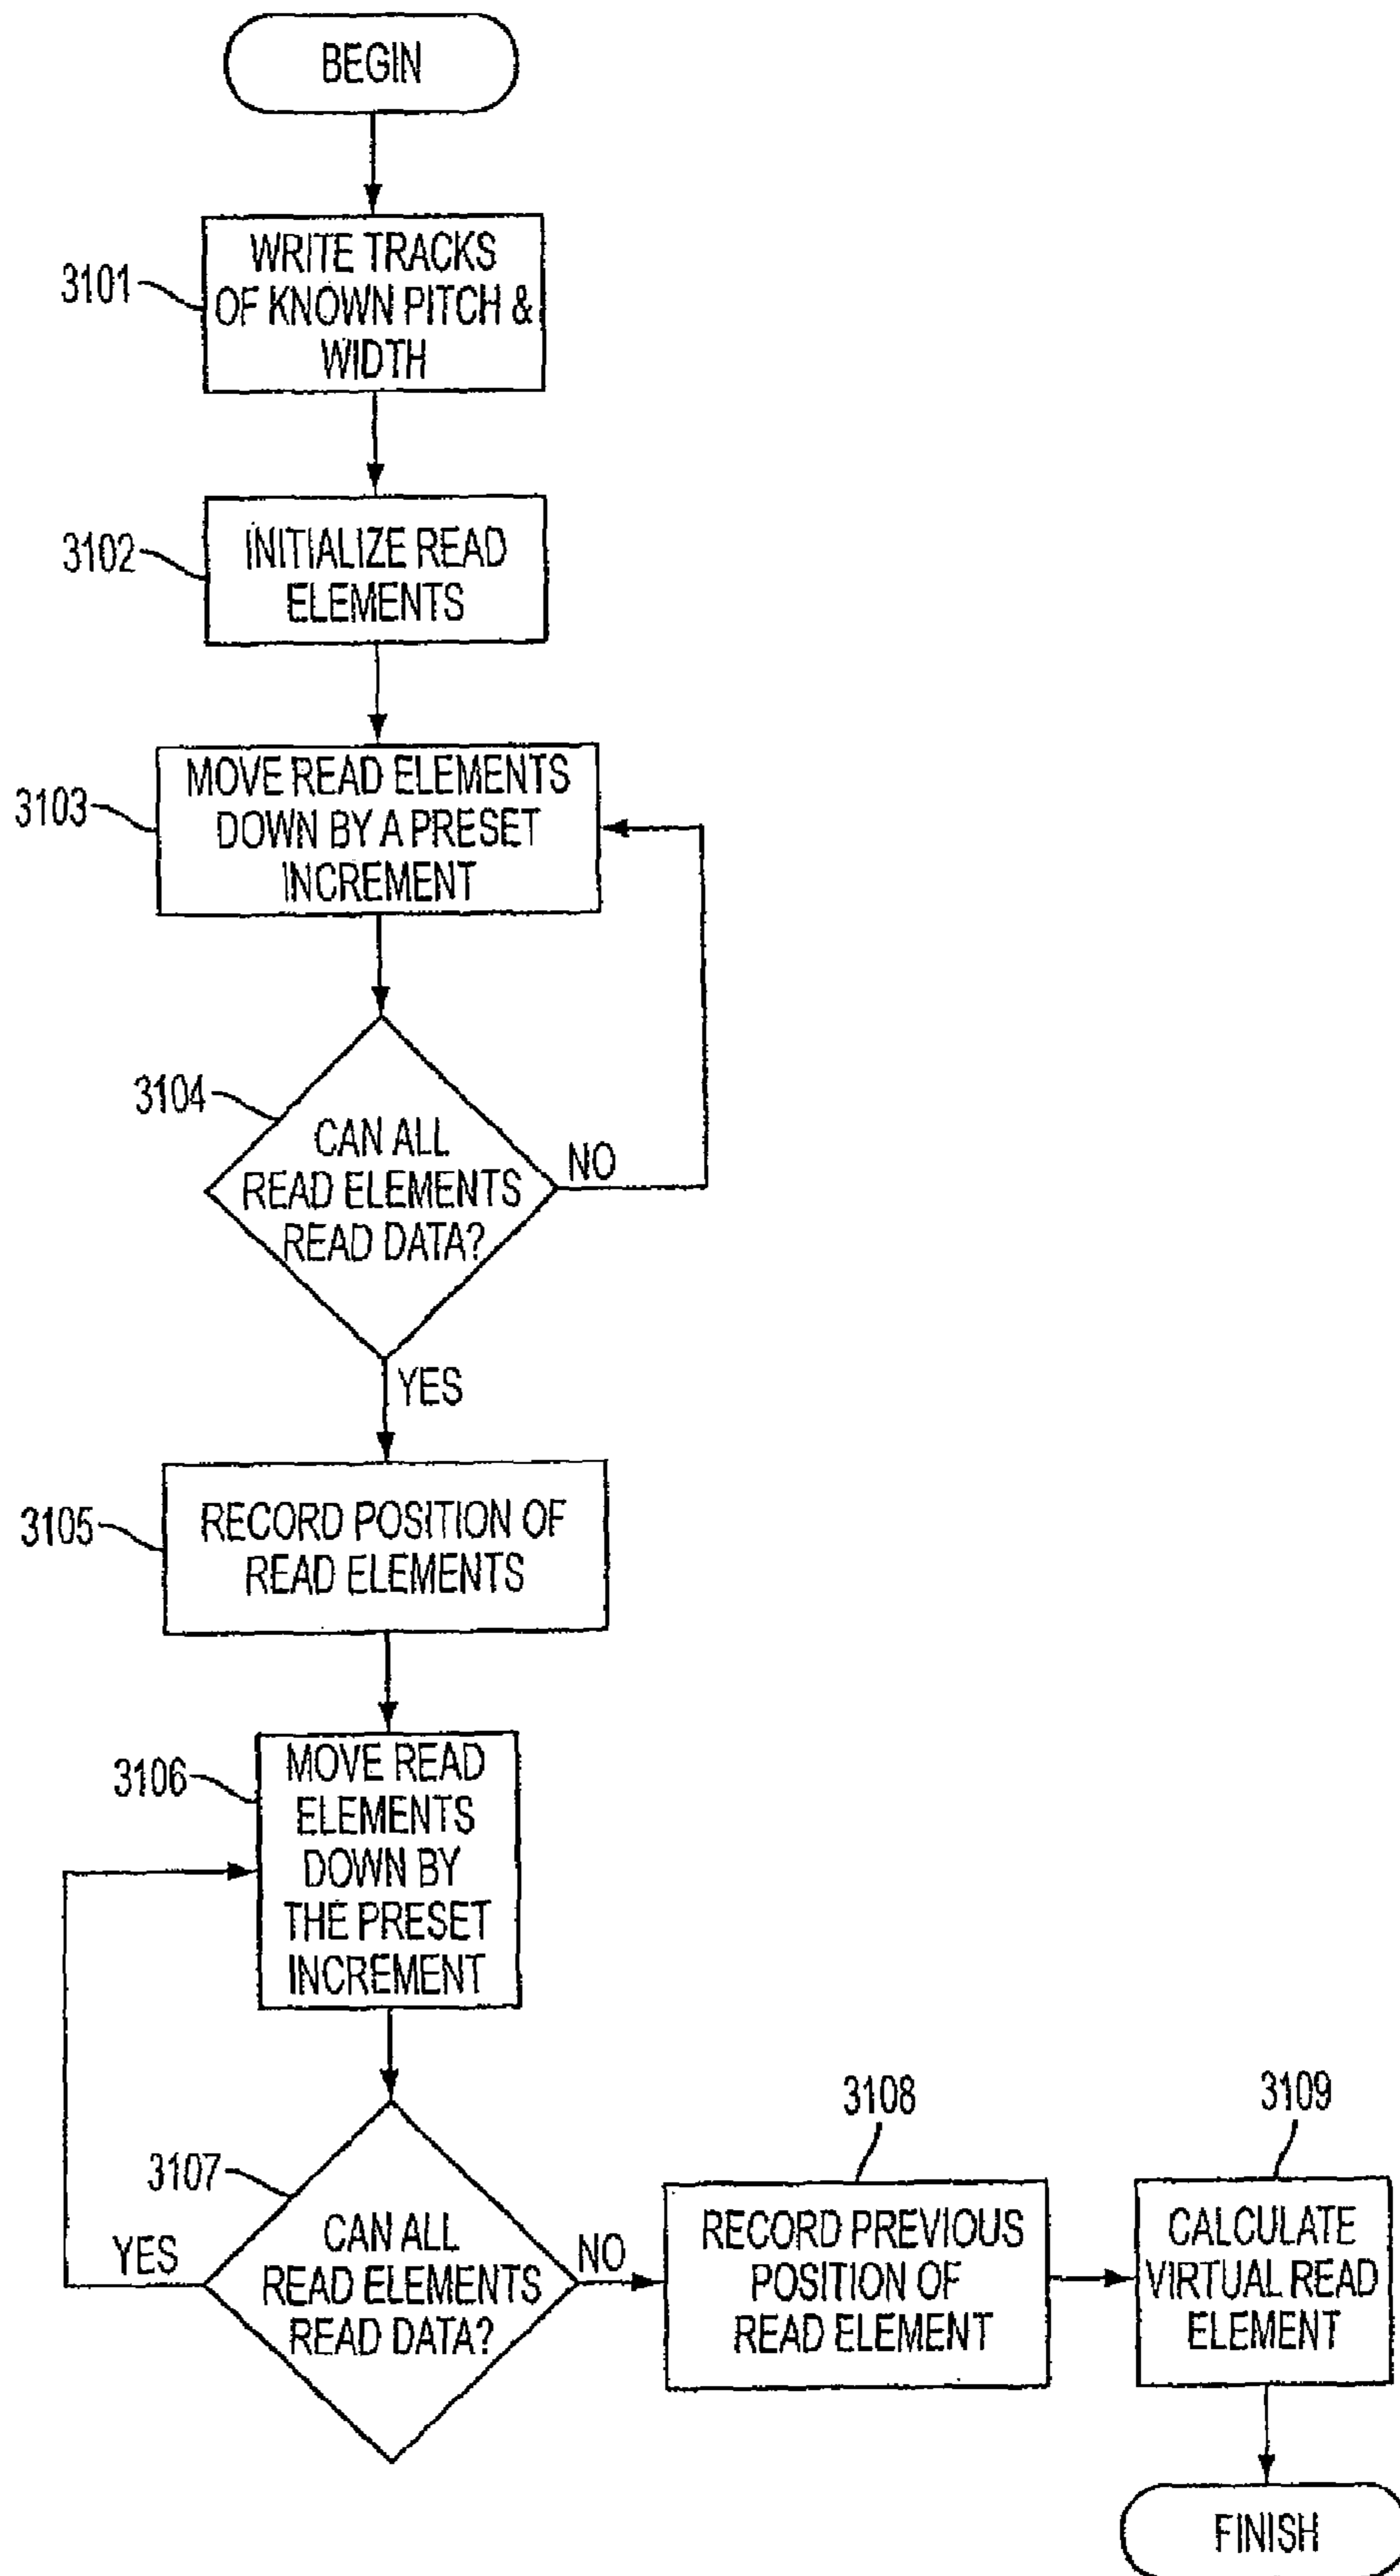 BEGIN
3101
WRITE TRACKS
OF KNOWN PITCH &
WIDTH
3102
INITIALIZE READ
ELEMENTS
3103
MOVE READ ELEMENTS
DOWN BY A PRESET
INCREMENT
3104
CAN ALL
READ ELEMENTS
READ DATA?
NO
YES
3105
RECORD POSITION OF
READ ELEMENTS
3106
MOVE READ
ELEMENTS
DOWN BY
THE PRESET
INCREMENT
3107
CAN ALL
READ ELEMENTS
READ DATA?
YES
NO
3108
RECORD PREVIOUS
POSITION OF
READ ELEMENT
3109
CALCULATE
VIRTUAL READ
ELEMENT
FINISH